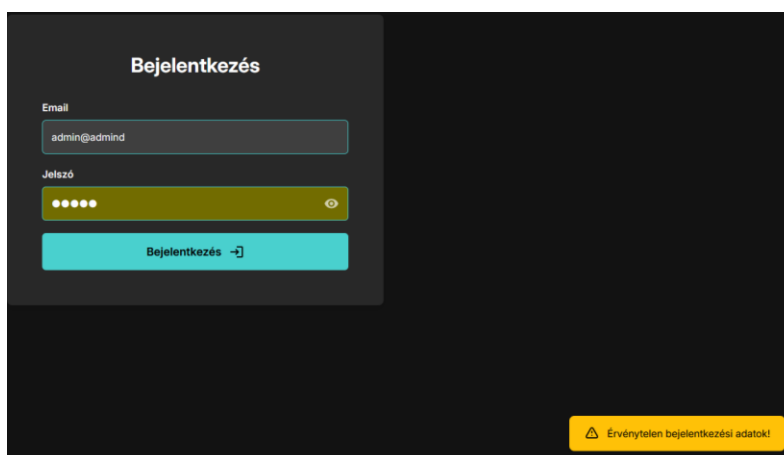 Bejelentkezés
Email
admin@admind
Jelszó
Bejelentkezés
Érvénytelen bejelentkezési adatok!